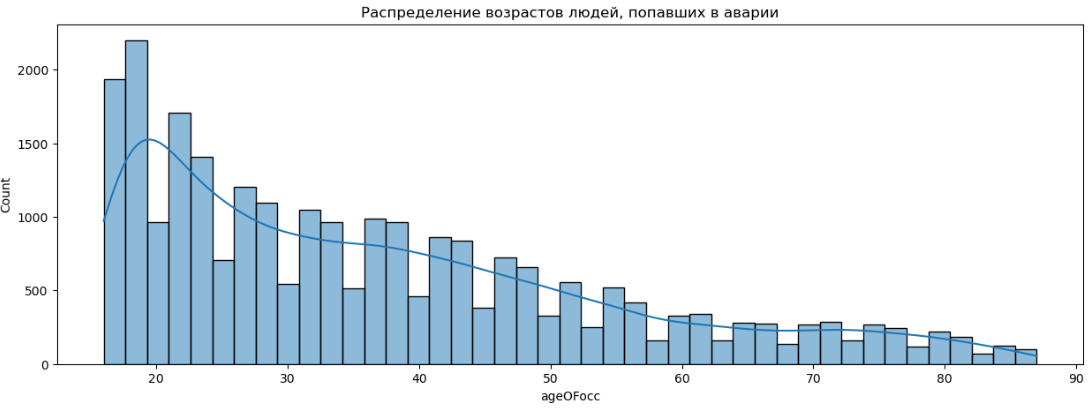 Распределение возрастов людей, попавших в аварии
2000
1500
1000
500
0
Count
20 30 40 50 60 70 80 90
ageOFocc